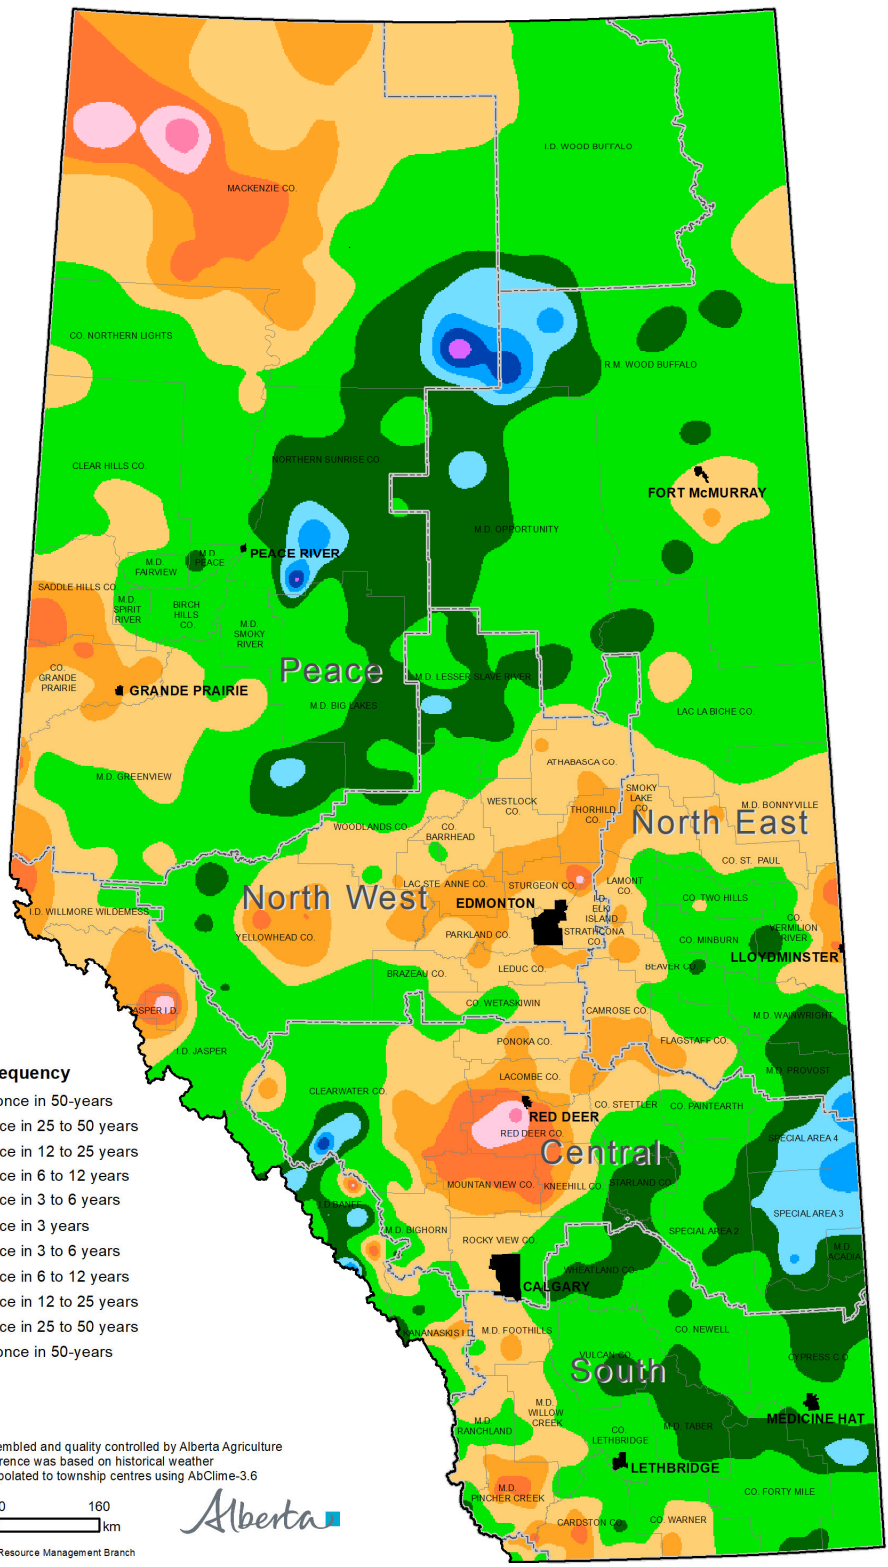 I.D. WOOD BUFFALO
MACKENZIE CO.
CO. NORTHERN LIGHTS
R.M. WOOD BUFFALO
CLEAR HILLS CO.
NORTHERN SUNRISE CO.
FORT McMURRAY
M.D. OPPORTUNITY
M.D.
PEACE
PEACE RIVER
M.D.
FAIRVIEW
SADDLE HILLS CO.
M.D.
SPIRIT
RIVER
BIRCH
HILLS
CO.
M.D.
SMOKY
RIVER
Peace
CO.
GRANDE
PRAIRIE
GRANDE PRAIRIE
M.D. LESSER SLAVE RIVER
M.D. BIG LAKES
LAC LA BICHE CO.
M.D. GREENVIEW
ATHABASCA CO.
WESTLOCK
CO.
THORHILD
CO.
SMOKY
LAKE
CO.
M.D. BONNYVILLE
North East
WOODLANDS CO.
CO.
BARRHEAD
CO. ST. PAUL
LAC STE ANNE CO.
STURGEON CO.
LAMONT
CO.
CO. TWO HILLS
North West
EDMONTON
I.D.
ELK
ISLAND
I.D. WILLMORE WILDEMESS
YELLOWHEAD CO.
PARKLAND CO.
STRATHCONA
CO.
CO. MINBURN
CO.
VERMILION
RIVER
LLOYDMINSTER
BRAZEAU CO.
LEDUC CO.
BEAVER CO.
CO. WETASKIWIN
CAMROSE CO.
JASPER I.D.
M.D. WAINWRIGHT
I.D. JASPER
PONOKA CO.
FLAGSTAFF CO.
M.D. PROVOST
LACOMBE CO.
CLEARWATER CO.
CO. STETTLER
CO. PAINTEARTH
RED DEER
RED DEER CO.
SPECIAL AREA 4
Central
MOUNTAN VIEW CO.
KNEEHILL CO.
STARLAND CO.
I.D BANFF
SPECIAL AREA 3
M.D. BIGHORN
ROCKY VIEW CO.
SPECIAL AREA 2
M.D.
ACADIA
WHEATLAND CO.
CALGARY
KANANASKIS I.D.
M.D. FOOTHILLS
CO. NEWELL
VULCAN CO.
CYPRESS C.O
South
M.D.
WILLOW
CREEK
M.D.
RANCHLAND
CO.
LETHBRIDGE
M.D. TABER
MEDICINE HAT
LETHBRIDGE
M.D.
PINCHER CREEK
CO. FORTY MILE
CARDSTON CO.
CO. WARNER
equency
once in 50-years
ce in 25 to 50 years
ce in 12 to 25 years
ce in 6 to 12 years
ce in 3 to 6 years
ce in 3 years
ce in 3 to 6 years
ce in 6 to 12 years
ce in 12 to 25 years
ce in 25 to 50 years
once in 50-years
embled and quality controlled by Alberta Agriculture
rence was based on historical weather
polated to township centres using AbClime-3.6
0 160
km
Alberta
Resource Management Branch